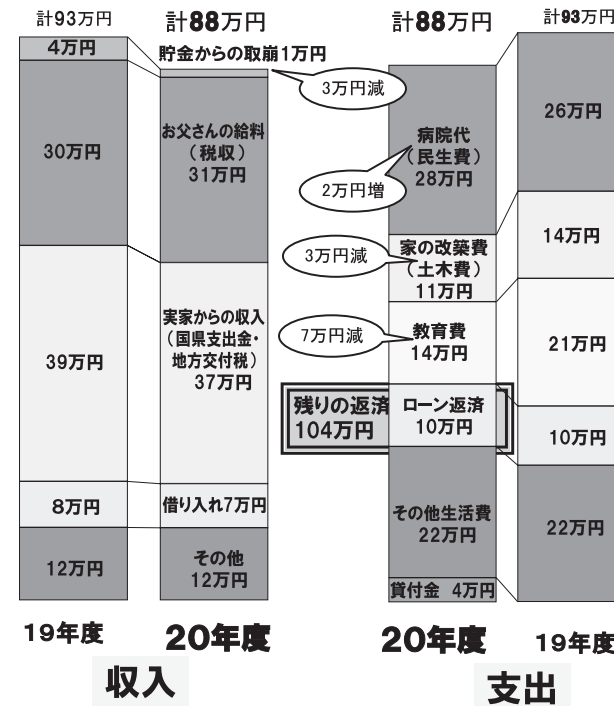 計93万円
計88万円
4万円
貯金からの取崩1万円
3万円減
30万円
お父さんの給料
（税収）
31万円
39万円
実家からの収入
（国県支出金・
地方交付税）
37万円
8万円
借り入れ7万円
12万円
その他
12万円
19年度
20年度
収入
計88万円
計93万円
病院代
（民生費）
28万円
2万円増
26万円
3万円減
家の改築費
（土木費）
11万円
14万円
7万円減
教育費
14万円
21万円
残りの返済
104万円
ローン返済
10万円
10万円
その他生活費
22万円
22万円
貸付金 4万円
20年度
19年度
支出